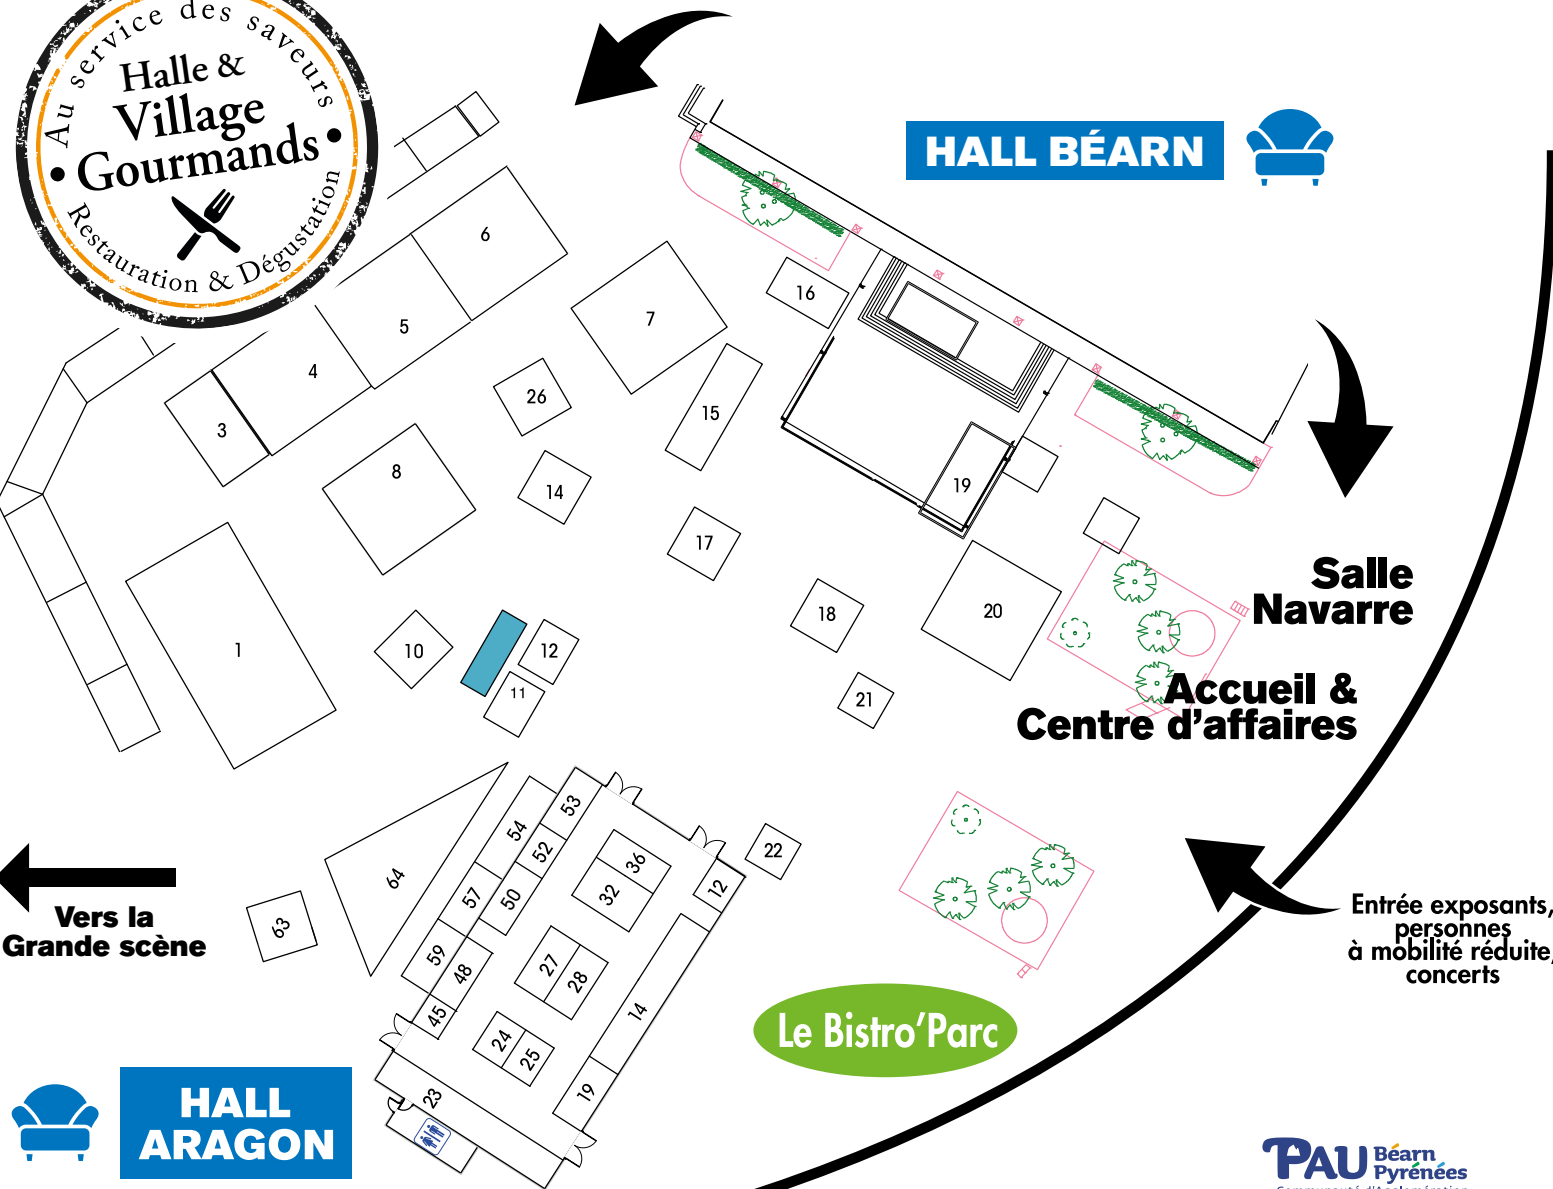 Au service des saveurs
Halle &
Village
Gourmands
Restauration & Dégustation
HALL BÉARN
6
5
4
3
7
16
26
15
8
14
19
17
1
10
12
11
18
20
21
Salle
Navarre
Accueil &
Centre d'affaires
53
54
52
36
22
64
57
50
32
12
63
59
48
27
28
45
14
24
25
19
23
Vers la
Grande scène
Entrée exposants,
personnes
à mobilité réduite,
concerts
Le Bistro'Parc
HALL
ARAGON
PAU Béarn
Pyrénées
Communauté d'Agglomération